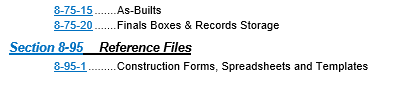 8-75-15.......As-Builts
8-75-20.......Finals Boxes & Records Storage
Section 8-95    Reference Files
8-95-1.........Construction Forms, Spreadsheets and Templates